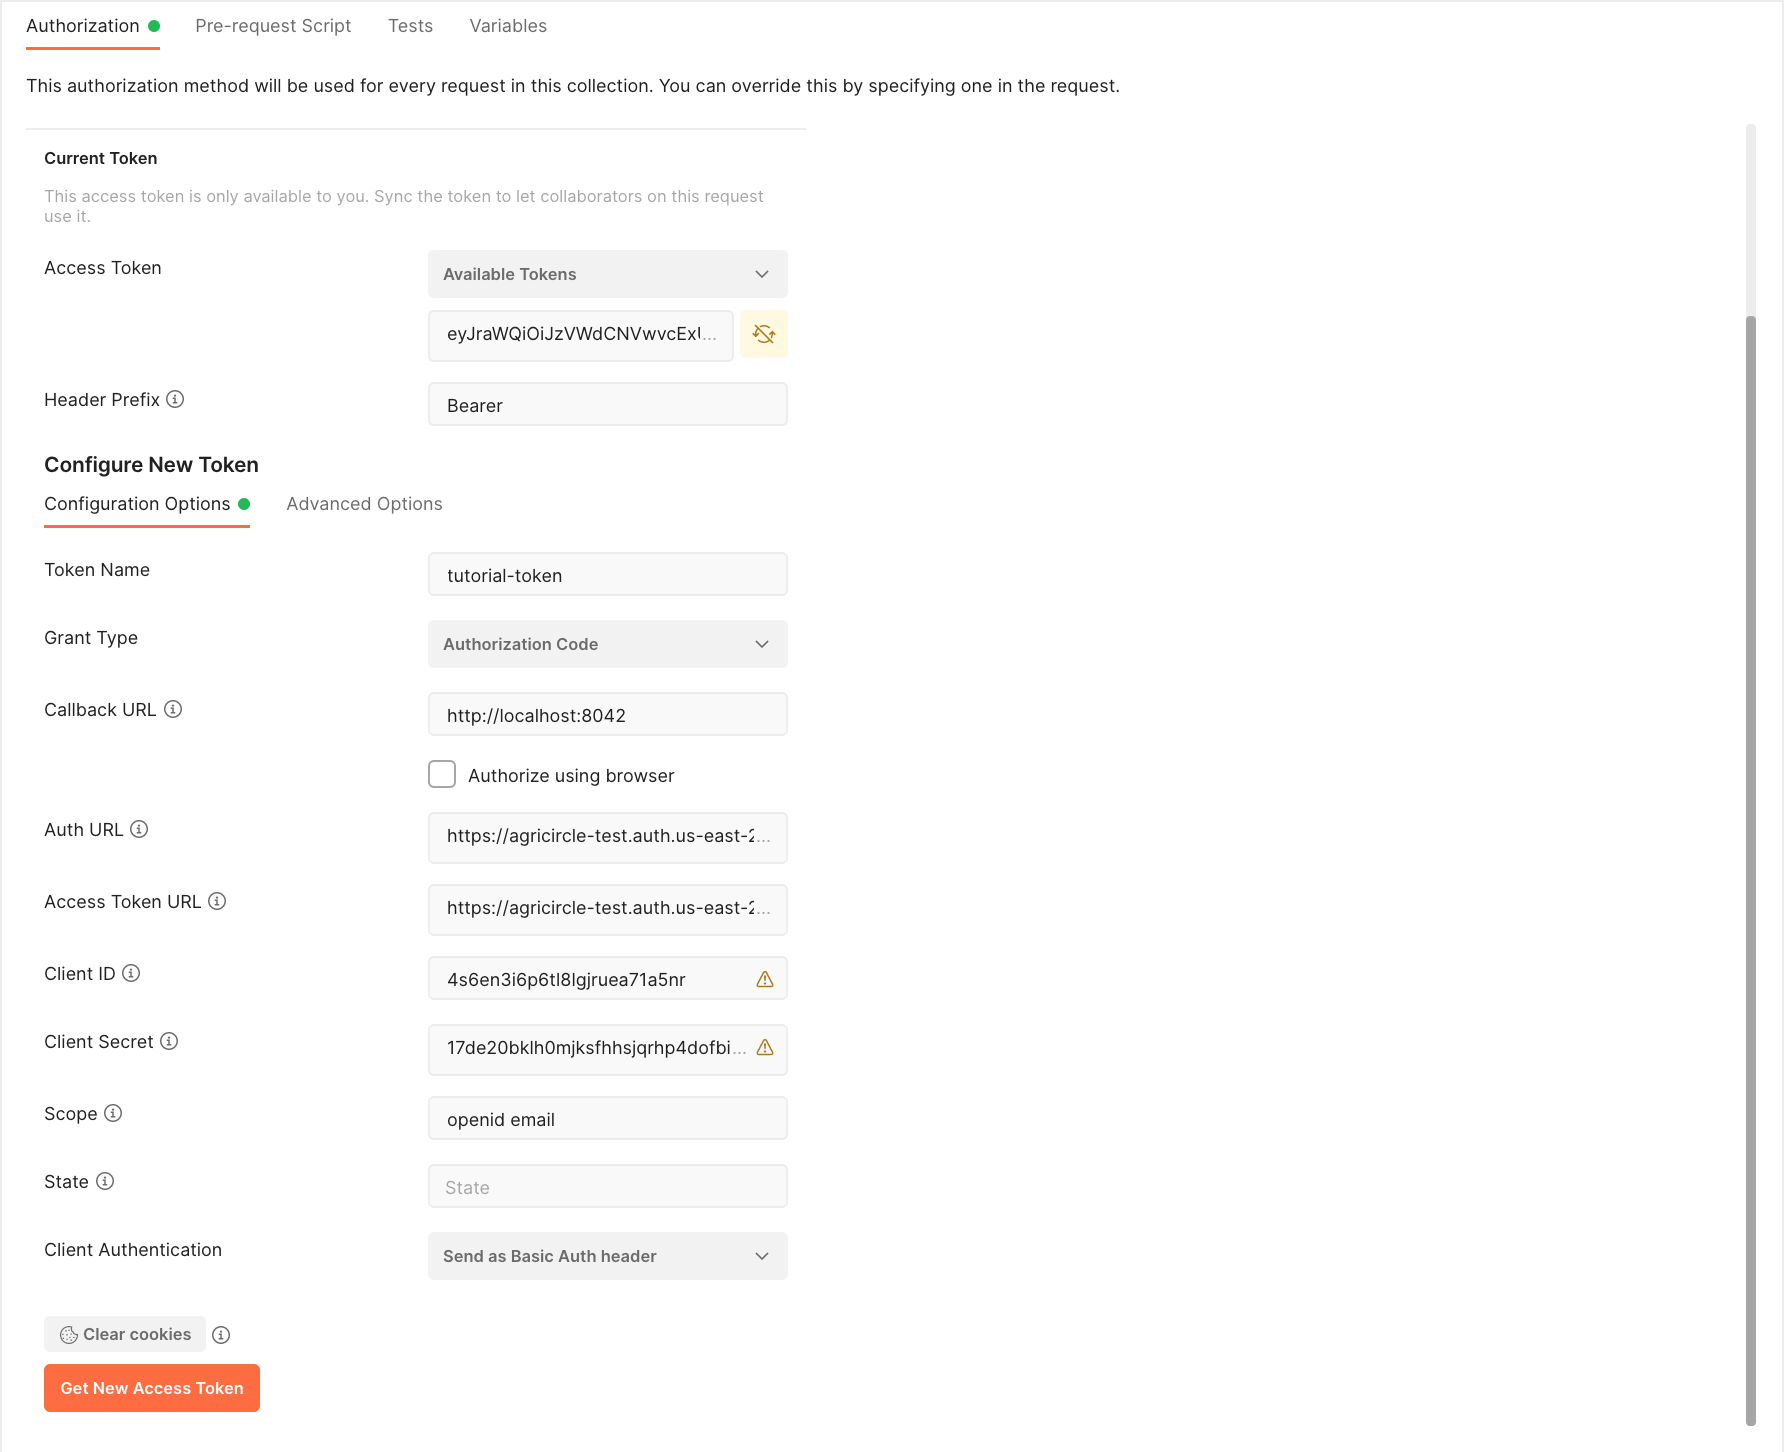 Authorization
Pre-request Script
Tests
Variables
This authorization method will be used for every request in this collection. You can override this by specifying one in the request.
Current Token
This access token is only available to you. Sync the token to let collaborators on this request
use it.
Access Token
Available Tokens
eyJraWQiOiJzVWdCNVwvcExl...
Header Prefix
Bearer
Configure New Token
Configuration Options
Advanced Options
Token Name
tutorial-token
Grant Type
Authorization Code
Callback URL
http://localhost:8042
Authorize using browser
Auth URL
https://agricircle-test.auth.us-east-2...
Access Token URL
https://agricircle-test.auth.us-east-2...
Client ID
4s6en3i6p6tl8lgjruea71a5nr
Client Secret
17de20bklh0mjksfhhsjqrhp4dofbi...
Scope
openid email
State
State
Client Authentication
Send as Basic Auth header
Clear cookies
Get New Access Token